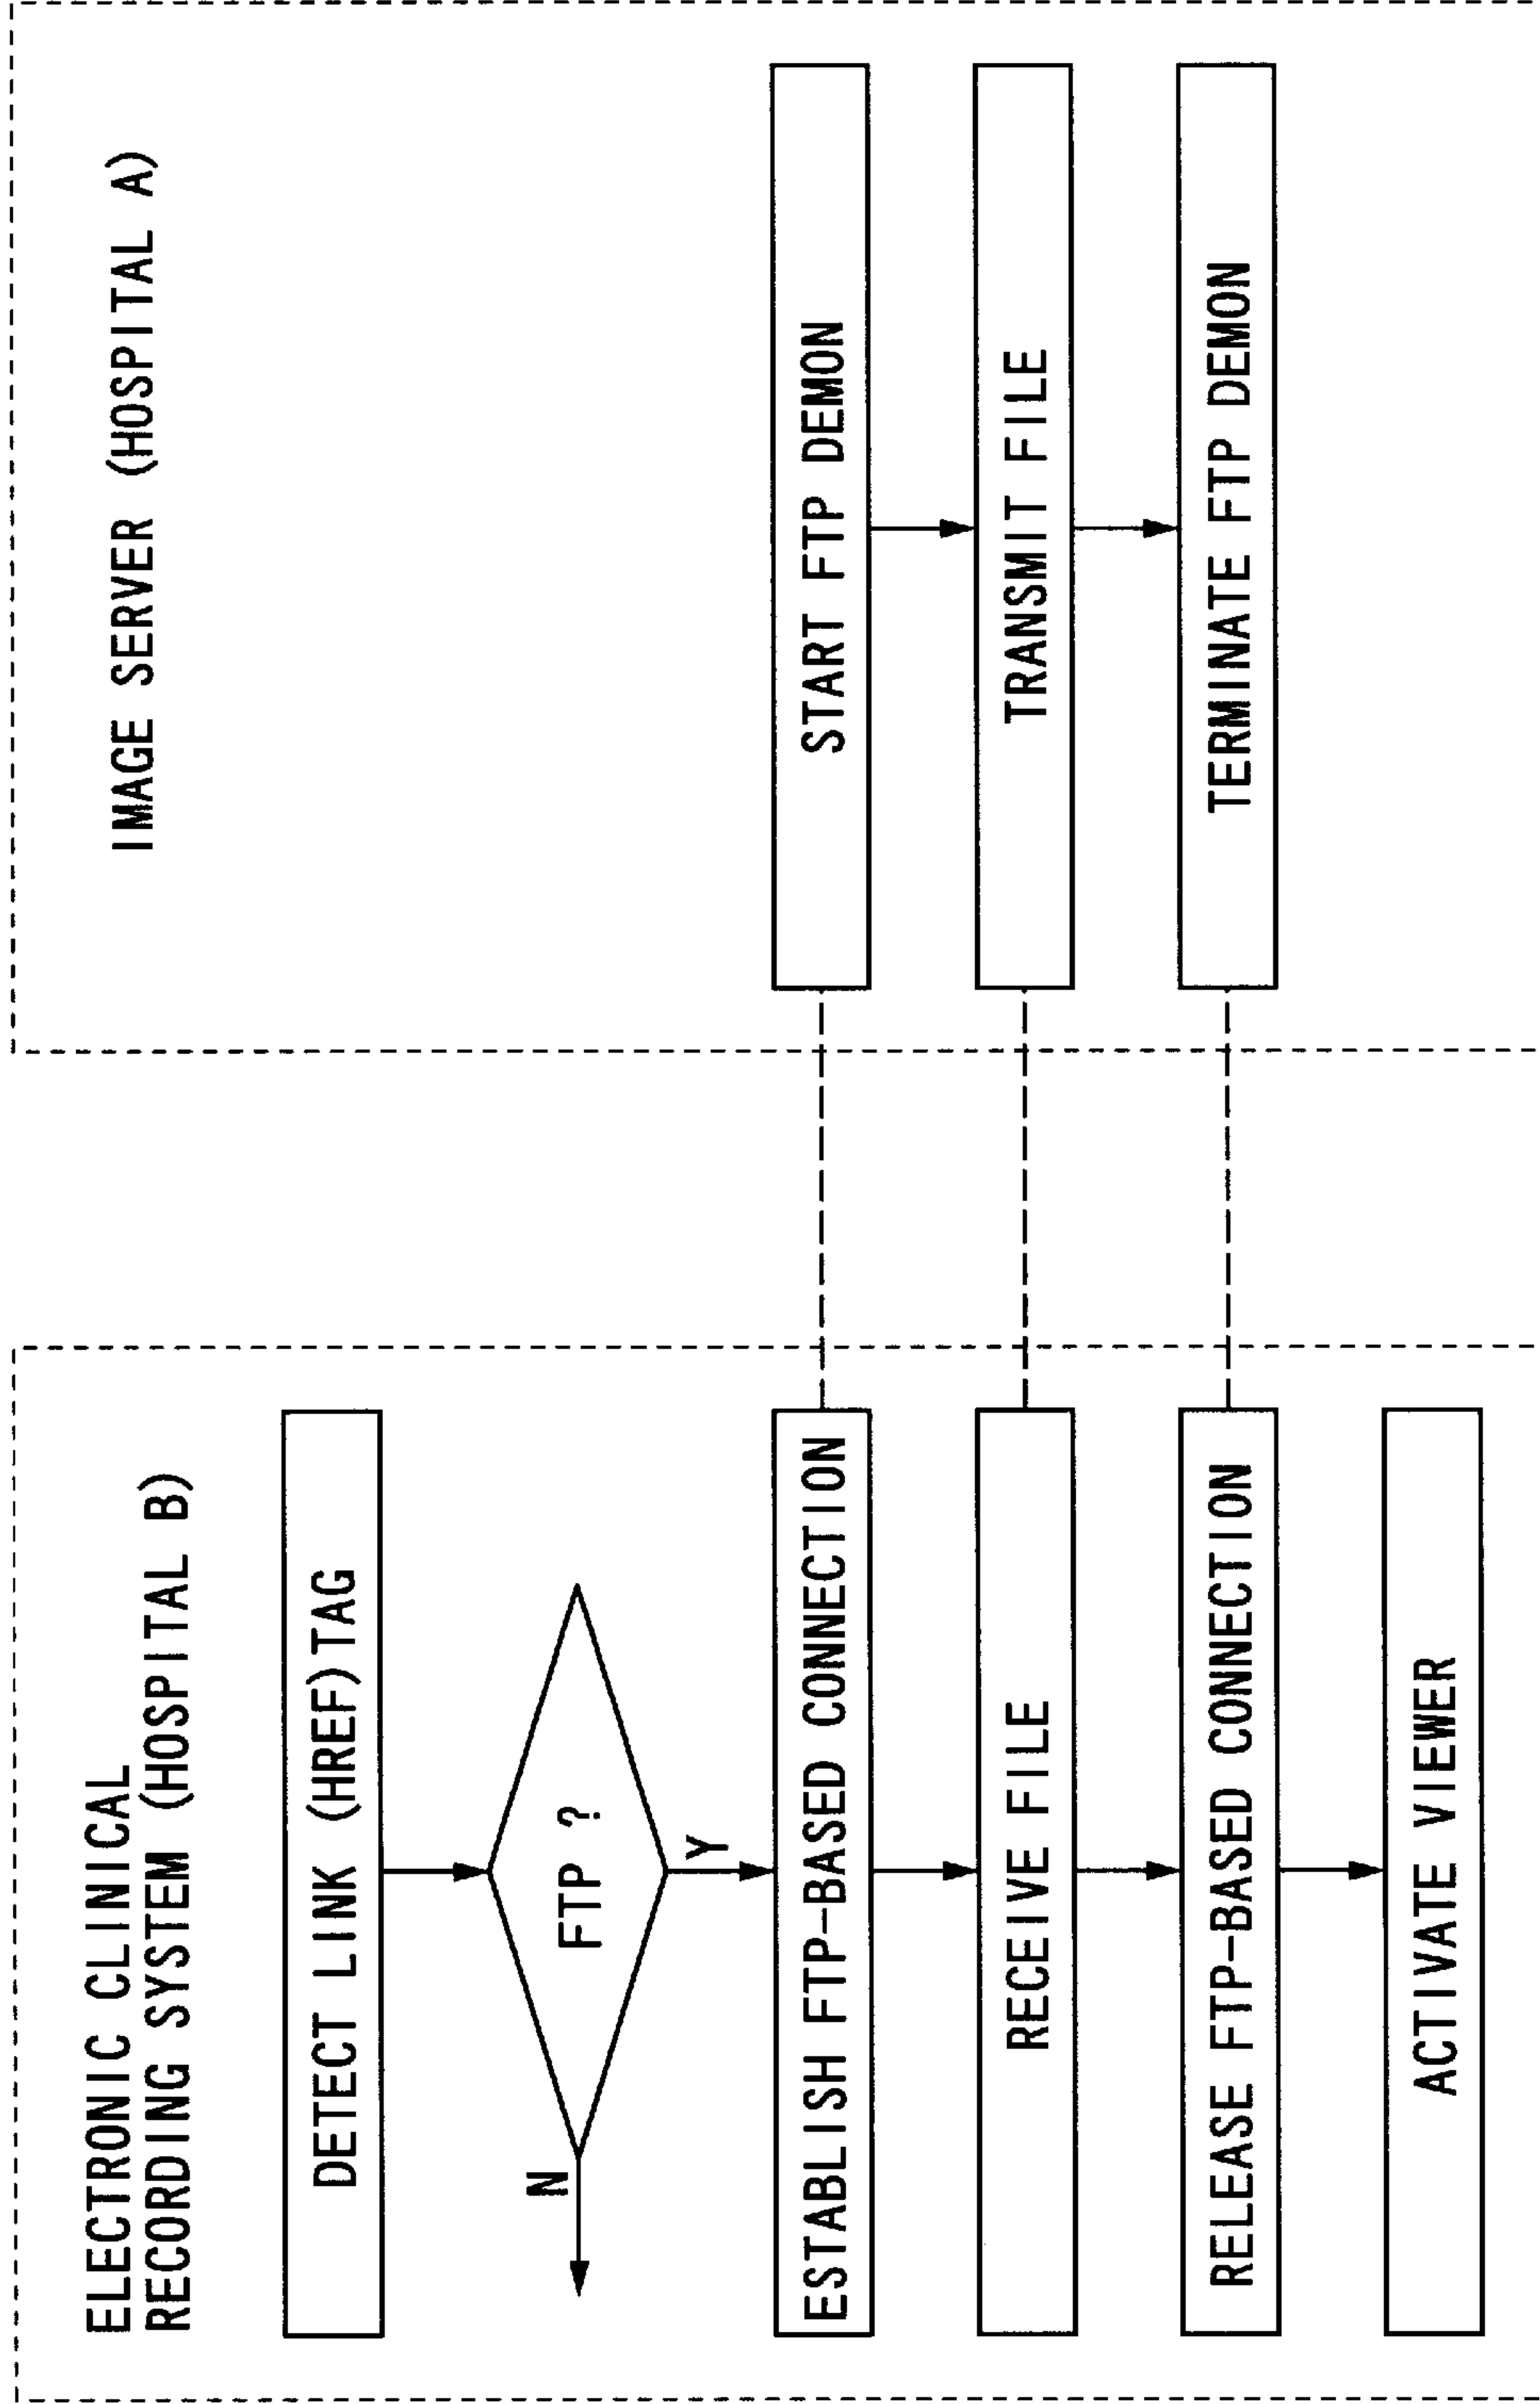 ELECTRONIC CLINICAL
RECORDING SYSTEM (HOSPITAL B)
DETECT LINK (HREF)TAG
FTP ?
N
Y
ESTABLISH FTP-BASED CONNECTION
RECEIVE FILE
RELEASE FTP-BASED CONNECTION
ACTIVATE VIEWER
IMAGE SERVER (HOSPITAL A)
START FTP DEMON
TRANSMIT FILE
TERMINATE FTP DEMON